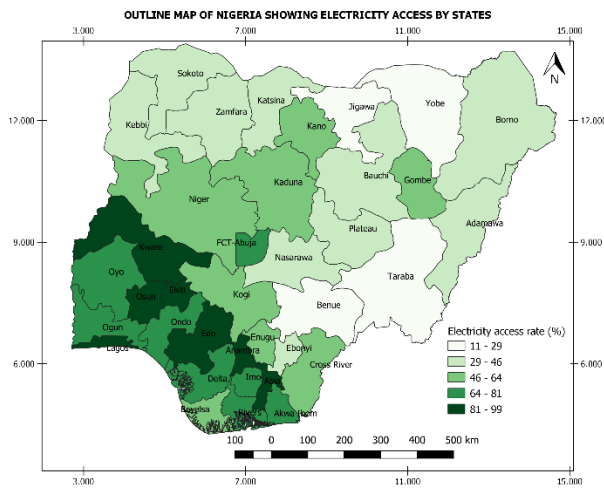 OUTLINE MAP OF NIGERIA SHOWING ELECTRICITY ACCESS BY STATES
3.000 7.000 11.000 15.000
N
Sokoto
Katsina
Jigawa
Yobe
Zamfara
Kebbi
Kano
Borno
12.000 12.000
Bauchi
Gombe
Kaduna
Niger
Adamawa
Plateau
9.000 9.000
FCT-Abuja
Kwara
Nasarawa
Oyo
Taraba
Kogi
Osun
Ekiti
Benue
Ogun
Ondo
Edo
Enugu
Lagos
Anambra
Ebonyi
Cross River
Delta
Imo
Abia
Bayelsa
Rivers
Akwa Ibom
6.000 6.000
Electricity access rate (%)
11 - 29
29 - 46
46 - 64
64 - 81
81 - 99
100 0 100 200 300 400 500 km
3.000 7.000 11.000 15.000